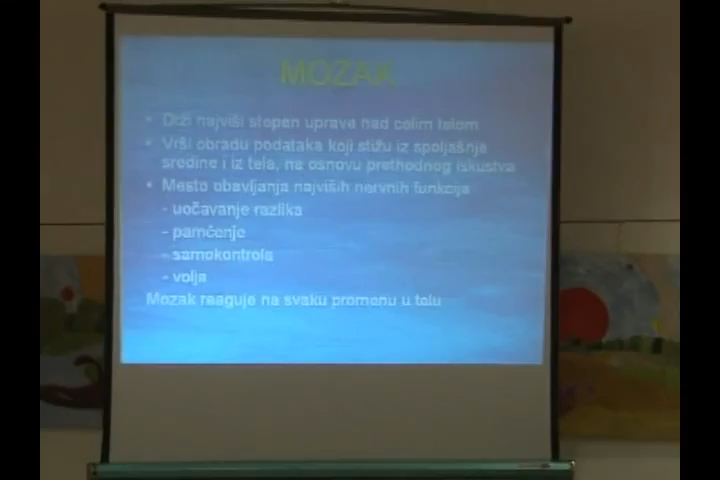 MOZAK
• Drži najviši stepen uprave nad celim telom
• Vrši obradu podataka koji stižu iz spoljašnje
sredine i iz tela, na osnovu prethodnog iskustva
• Mesto obavljanja najviših nervnih funkcija
- uočavanje razlika
- pamćenje
- samokontrola
- volja
Mozak reaguje na svaku promenu u telu